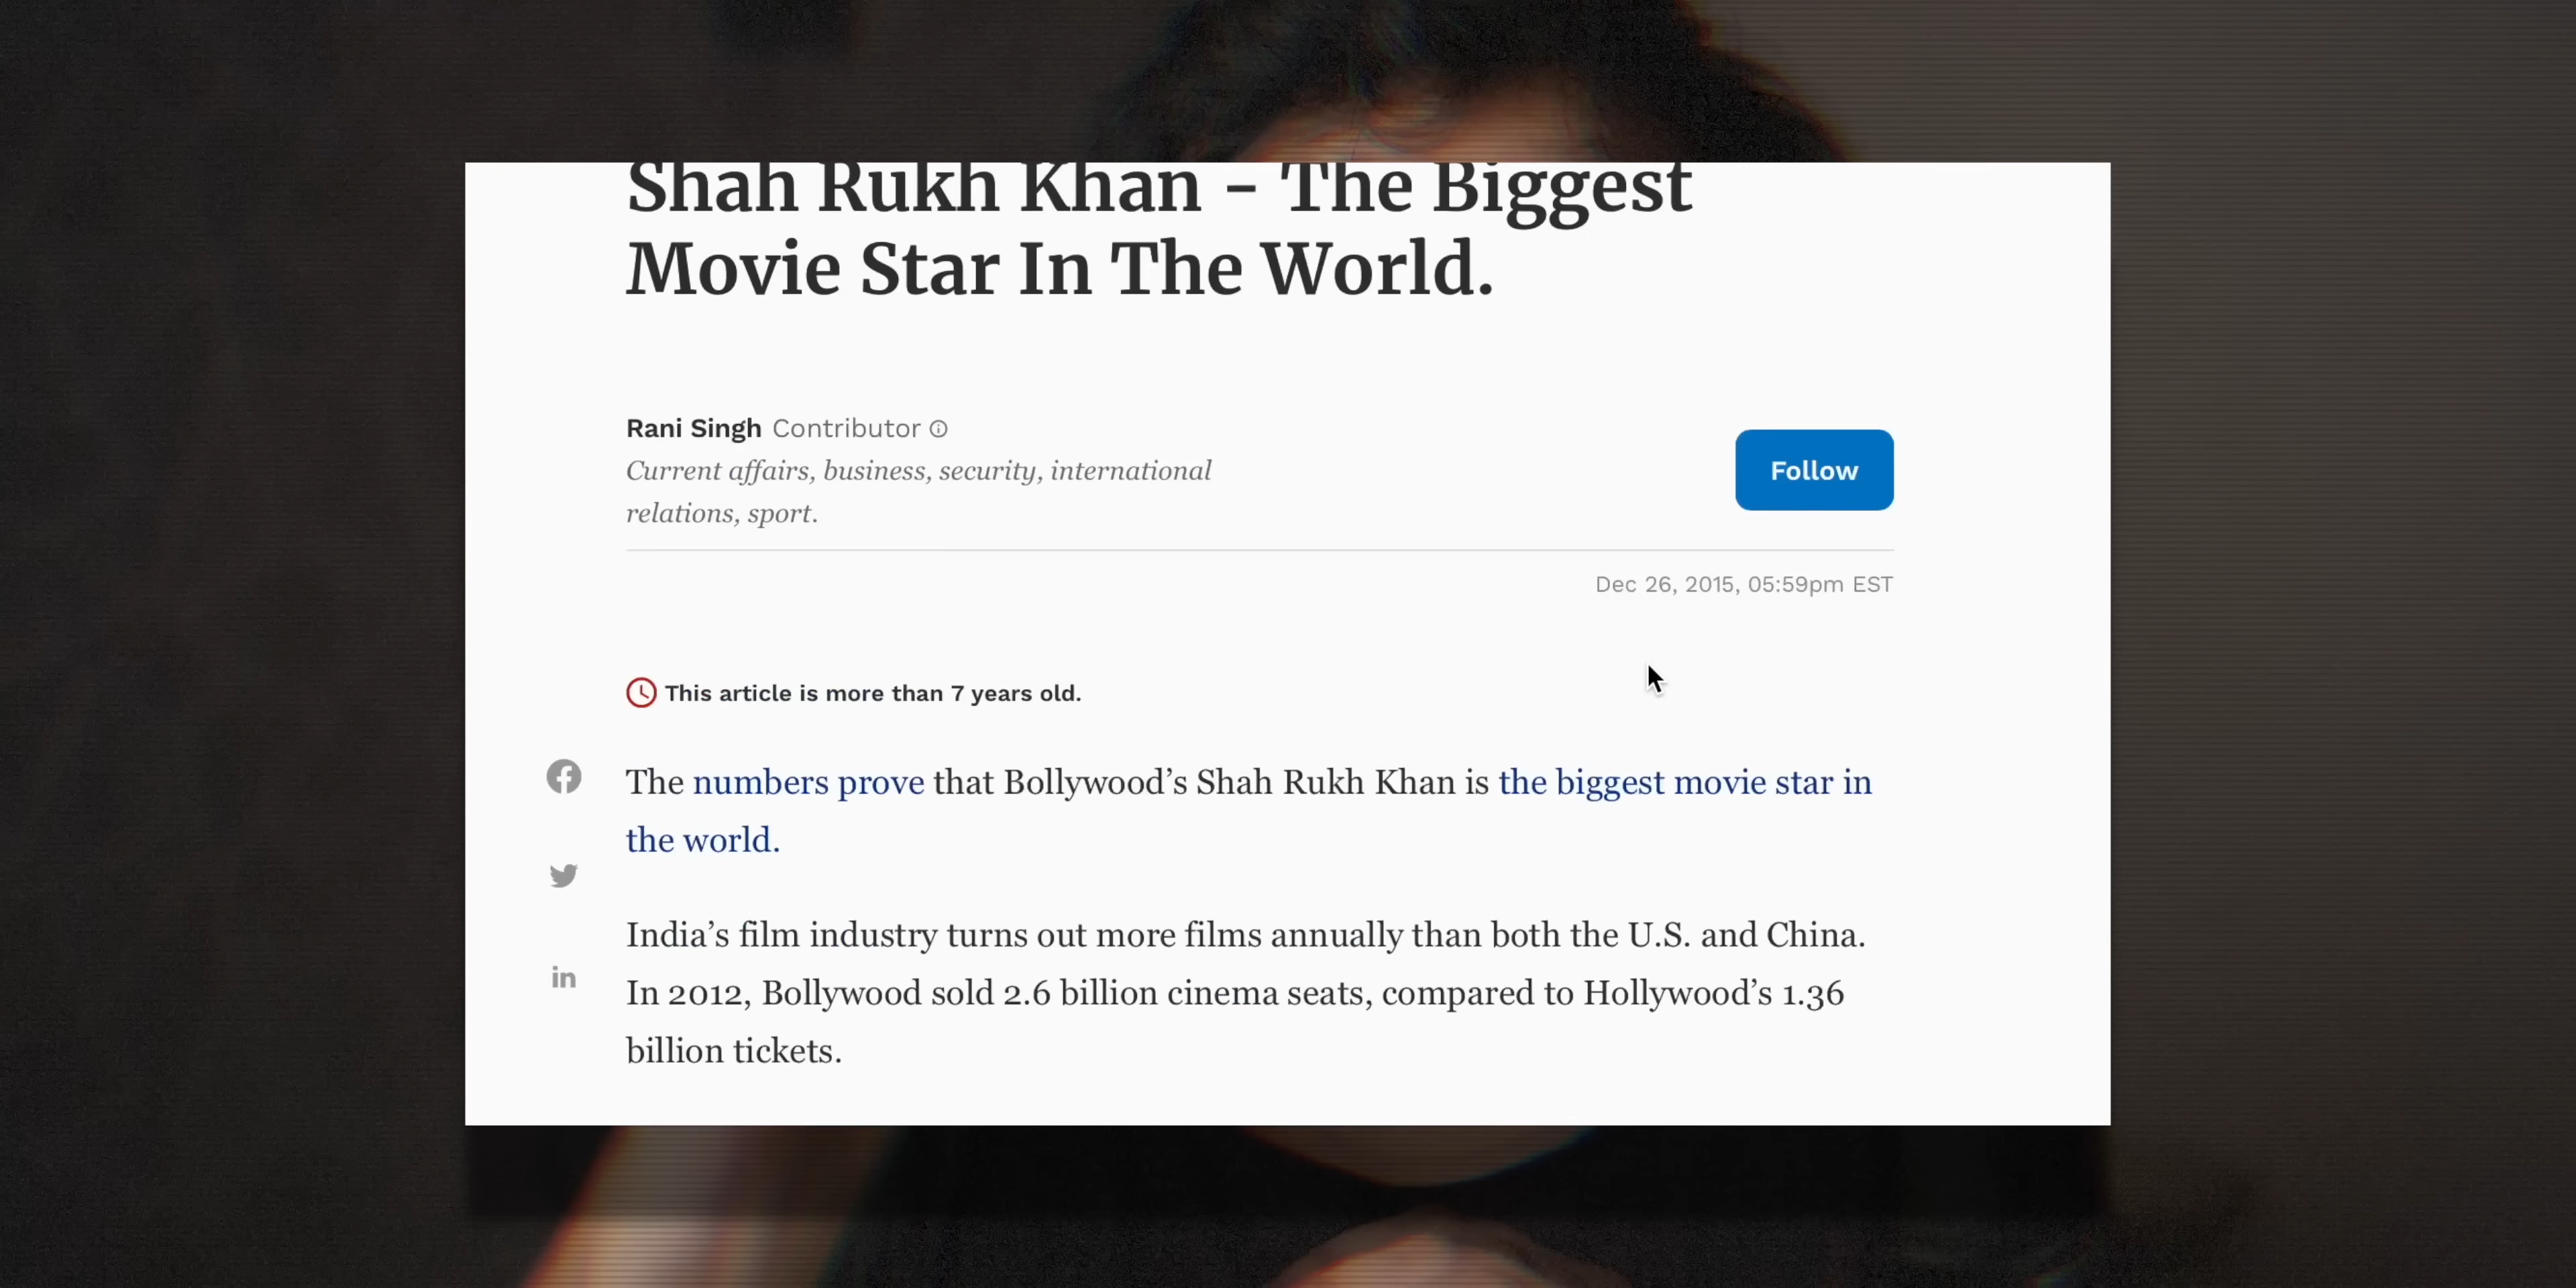 Shah Rukh Khan – The Biggest
Movie Star In The World.
Rani Singh Contributor
Current affairs, business, security, international
relations, sport.
Follow
Dec 26, 2015, 05:59pm EST
This article is more than 7 years old.
The numbers prove that Bollywood’s Shah Rukh Khan is the biggest movie star in
the world.
India’s film industry turns out more films annually than both the U.S. and China.
In 2012, Bollywood sold 2.6 billion cinema seats, compared to Hollywood’s 1.36
billion tickets.